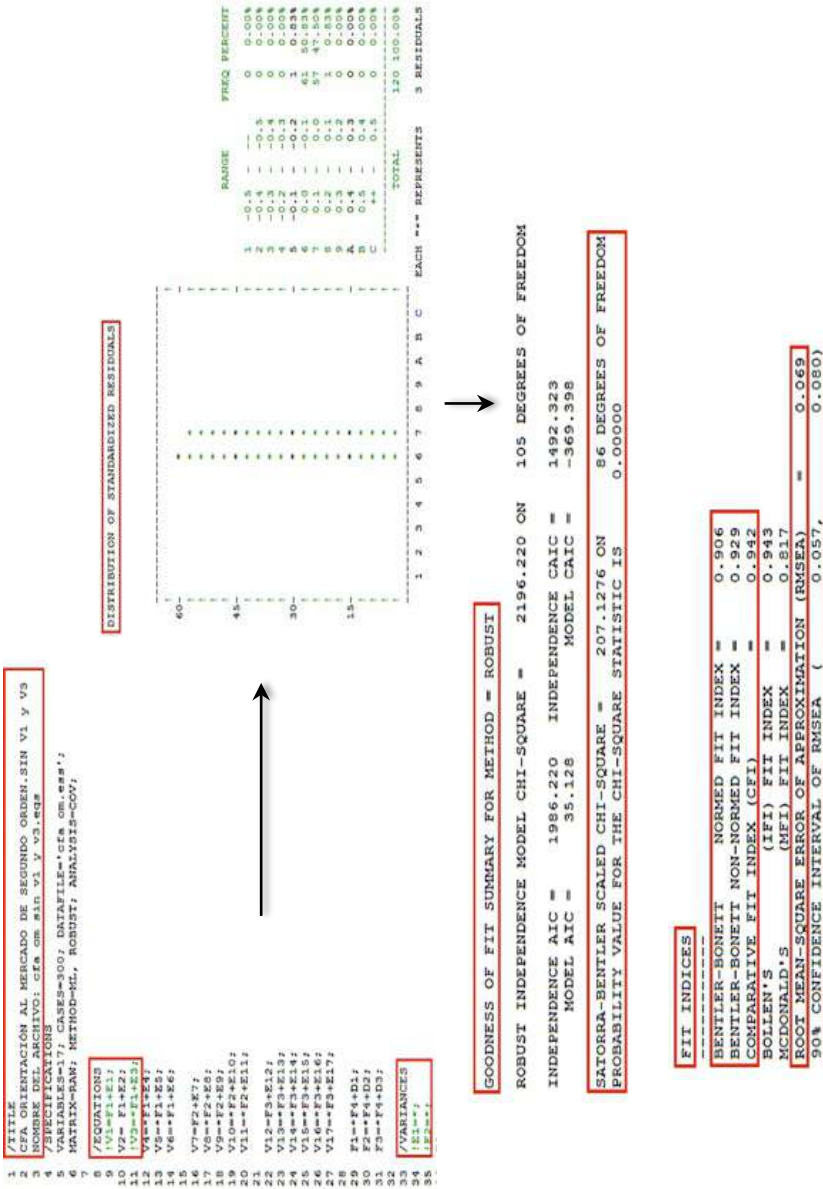 1 /TITLE
2 CFA ORIENTACIÓN AL MERCADO DE SEGUNDO ORDEN.SIN V1 y V3
3 NOMBRE DEL ARCHIVO: cfa om sin v1 y v3.eqs
4 /SPECIFICATIONS
5 VARIABLES=17; CASES=300; DATAFILE='cfa om.ess';
6 MATRIX=RAW; METHOD=ML, ROBUST; ANALYSIS=COV;
7
8 /EQUATIONS
9 !V1=F1+E1;
10 V2= F1+E2;
11 !V3=*F1+E3;
12 V4=*F1+E4;
13 V5=*F1+E5;
14 V6=*F1+E6;
15
16 V7=F2+E7;
17 V8=*F2+E8;
18 V9=*F2+E9;
19 V10=*F2+E10;
20 V11=*F2+E11;
21
22 V12=F3+E12;
23 V13=*F3+E13;
24 V14=*F3+E14;
25 V15=*F3+E15;
26 V16=*F3+E16;
27 V17=*F3+E17;
28
29 F1=*F4+D1;
30 F2=*F4+D2;
31 F3=*F4+D3;
32
33 /VARIANCES
34 !E1=*;
35 !E2=*;
DISTRIBUTION OF STANDARDIZED RESIDUALS
60-
45-
30-
15-
1 2 3 4 5 6 7 8 9 A B C
RANGE FREQ PERCENT
1 -0.5 - -- 0 0.00%
2 -0.4 - -0.5 0 0.00%
3 -0.3 - -0.4 0 0.00%
4 -0.2 - -0.3 0 0.00%
5 -0.1 - -0.2 1 0.83%
6 0.0 - -0.1 61 50.83%
7 0.1 - 0.0 57 47.50%
8 0.2 - 0.1 1 0.83%
9 0.3 - 0.2 0 0.00%
A 0.4 - 0.3 0 0.00%
B 0.5 - 0.4 0 0.00%
C ++ - 0.5 0 0.00%
TOTAL 120 100.00%
EACH "*" REPRESENTS 3 RESIDUALS
GOODNESS OF FIT SUMMARY FOR METHOD = ROBUST
ROBUST INDEPENDENCE MODEL CHI-SQUARE = 2196.220 ON 105 DEGREES OF FREEDOM
INDEPENDENCE AIC = 1986.220 INDEPENDENCE CAIC = 1492.323
MODEL AIC = 35.128 MODEL CAIC = -369.398
SATORRA-BENTLER SCALED CHI-SQUARE = 207.1276 ON 86 DEGREES OF FREEDOM
PROBABILITY VALUE FOR THE CHI-SQUARE STATISTIC IS 0.00000
FIT INDICES
-----------
BENTLER-BONETT NORMED FIT INDEX = 0.906
BENTLER-BONETT NON-NORMED FIT INDEX = 0.929
COMPARATIVE FIT INDEX (CFI) = 0.942
BOLLEN'S (IFI) FIT INDEX = 0.943
MCDONALD'S (MFI) FIT INDEX = 0.817
ROOT MEAN-SQUARE ERROR OF APPROXIMATION (RMSEA) = 0.069
90% CONFIDENCE INTERVAL OF RMSEA ( 0.057, 0.080)